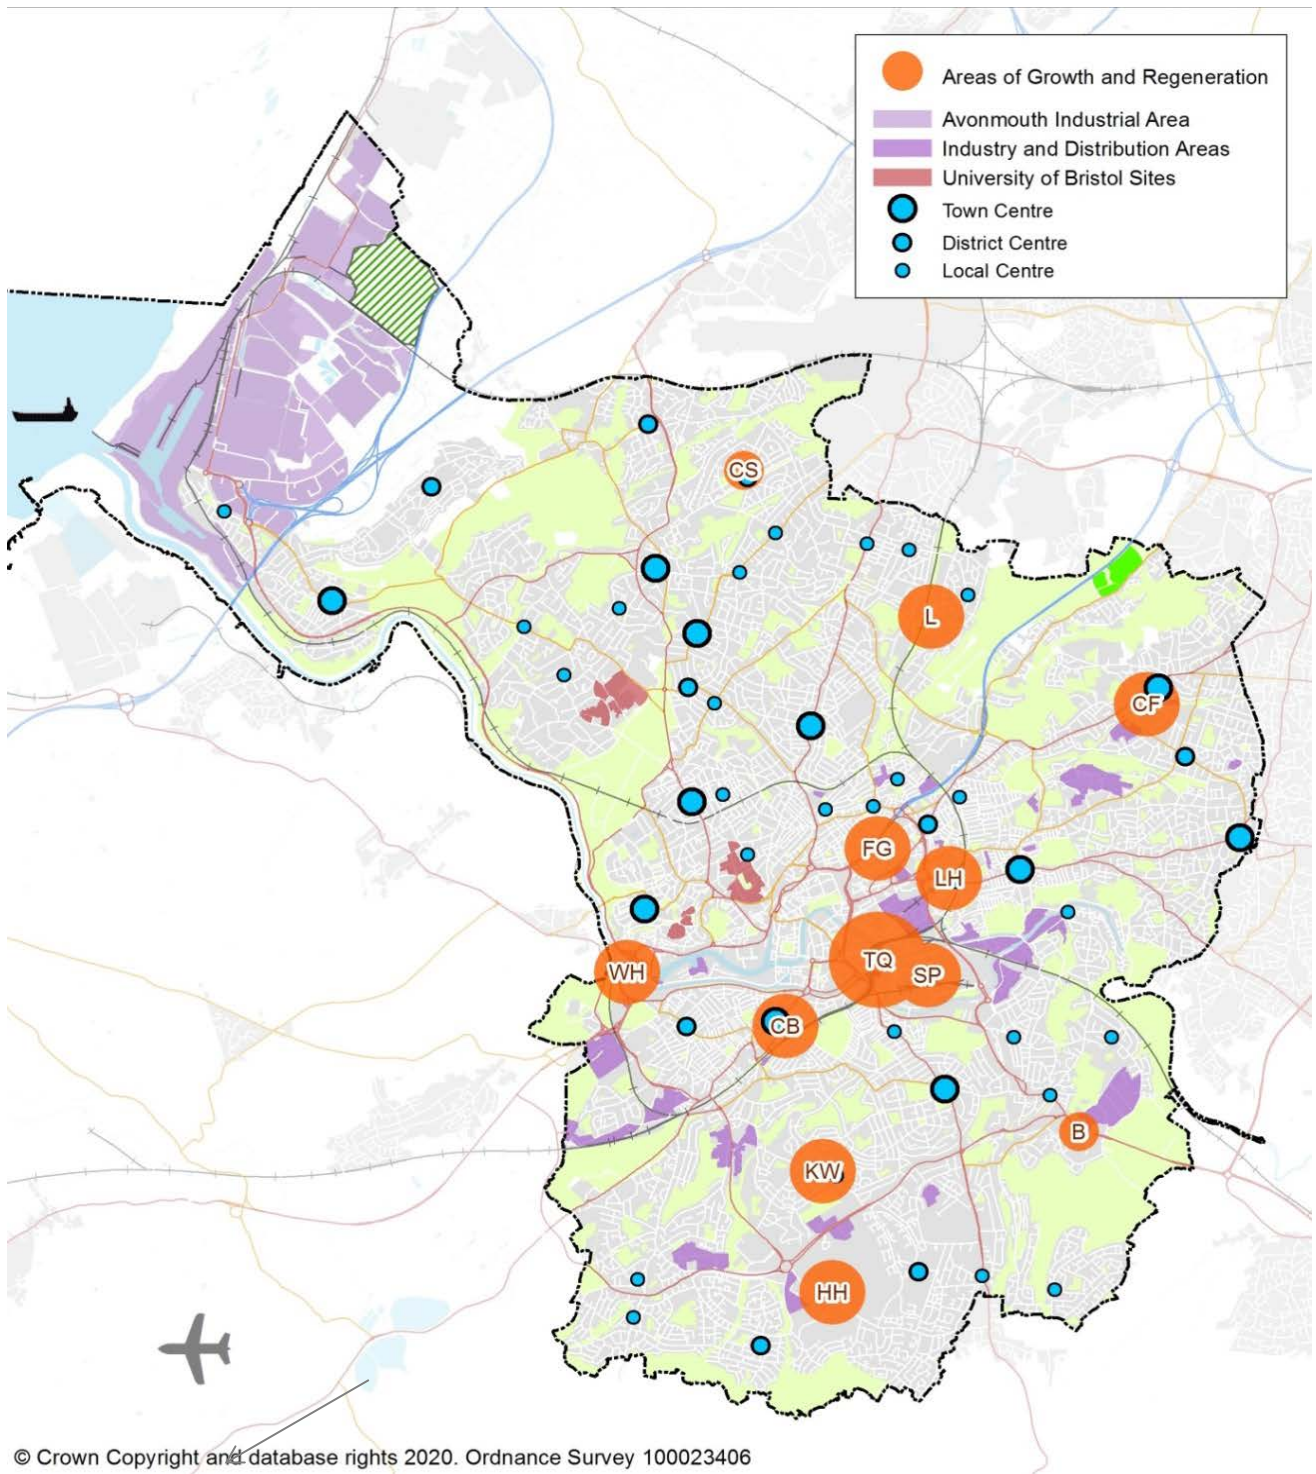 Areas of Growth and Regeneration
Avonmouth Industrial Area
Industry and Distribution Areas
University of Bristol Sites
Town Centre
District Centre
Local Centre
CS
L
CF
FG
LH
TQ
SP
WH
CB
B
KW
HH
© Crown Copyright and database rights 2020. Ordnance Survey 100023406